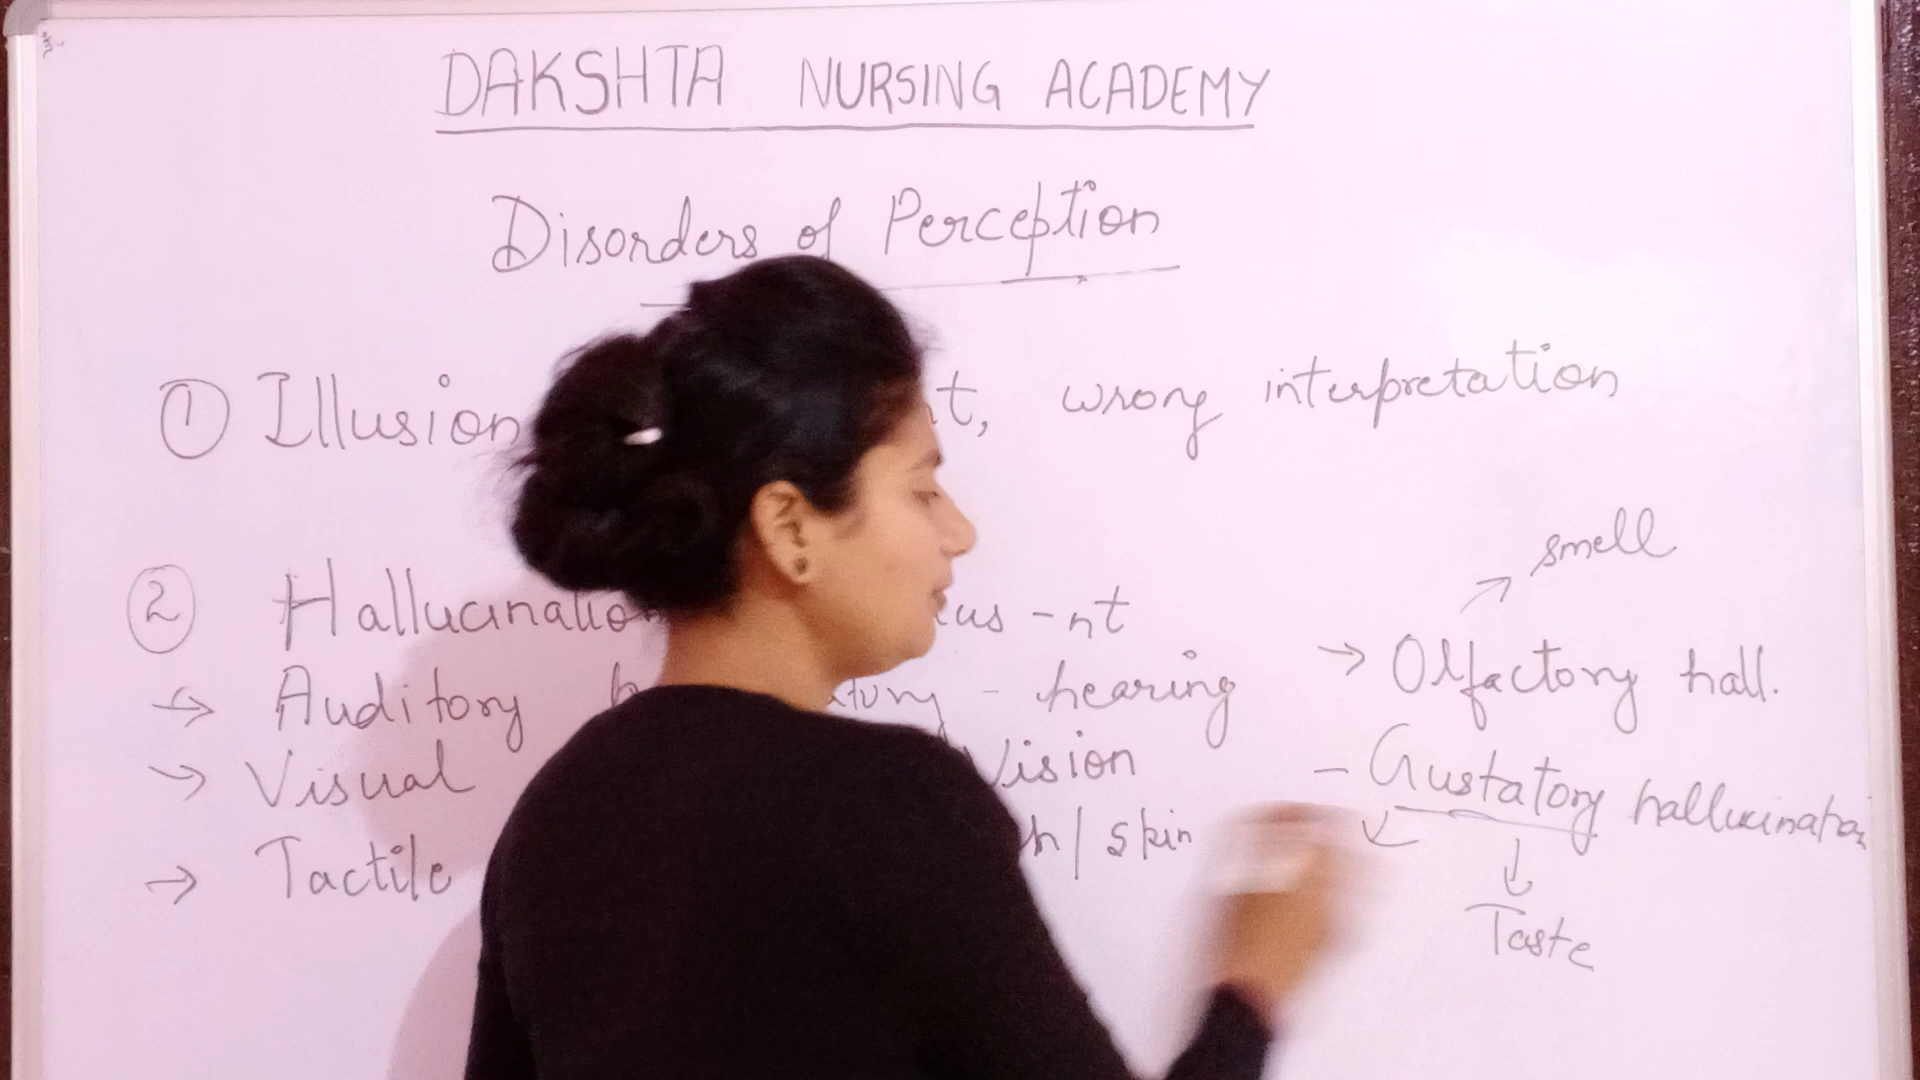 DAKSHTA NURSING ACADEMY
Disorders of Perception
① Illusion wrong interpretation
② Hallucination - nt
→ Auditory - hearing
→ Visual Vision
→ Tactile / skin
smell
→ Olfactory hall.
- Gustatory hallucination
Taste